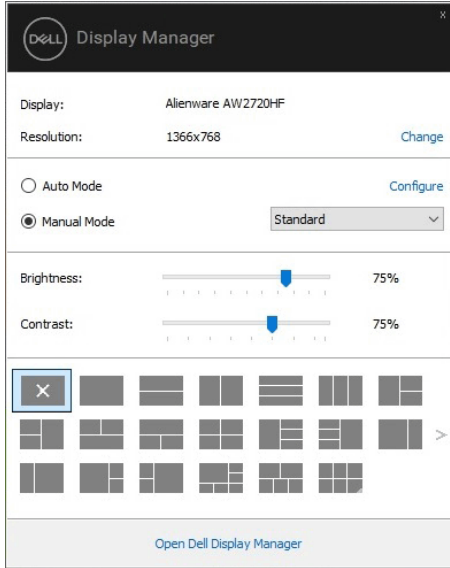 x
DELL Display Manager
Display: Alienware AW2720HF
Resolution: 1366x768 Change
Auto Mode Configure
Manual Mode Standard
Brightness: 75%
Contrast: 75%
Open Dell Display Manager